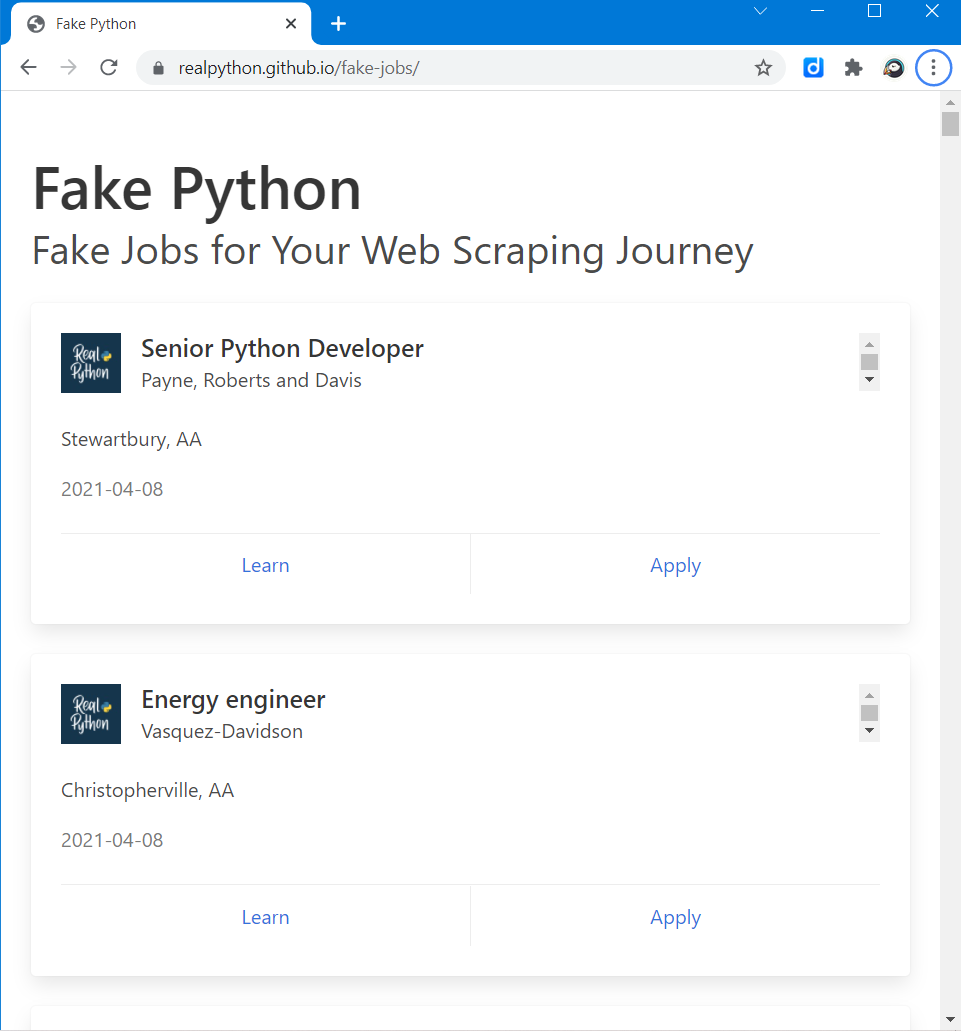 Fake Python
realpython.github.io/fake-jobs/
Fake Python
Fake Jobs for Your Web Scraping Journey
Real
Python
Senior Python Developer
Payne, Roberts and Davis
Stewartbury, AA
2021-04-08
Learn
Apply
Real
Python
Energy engineer
Vasquez-Davidson
Christopherville, AA
2021-04-08
Learn
Apply